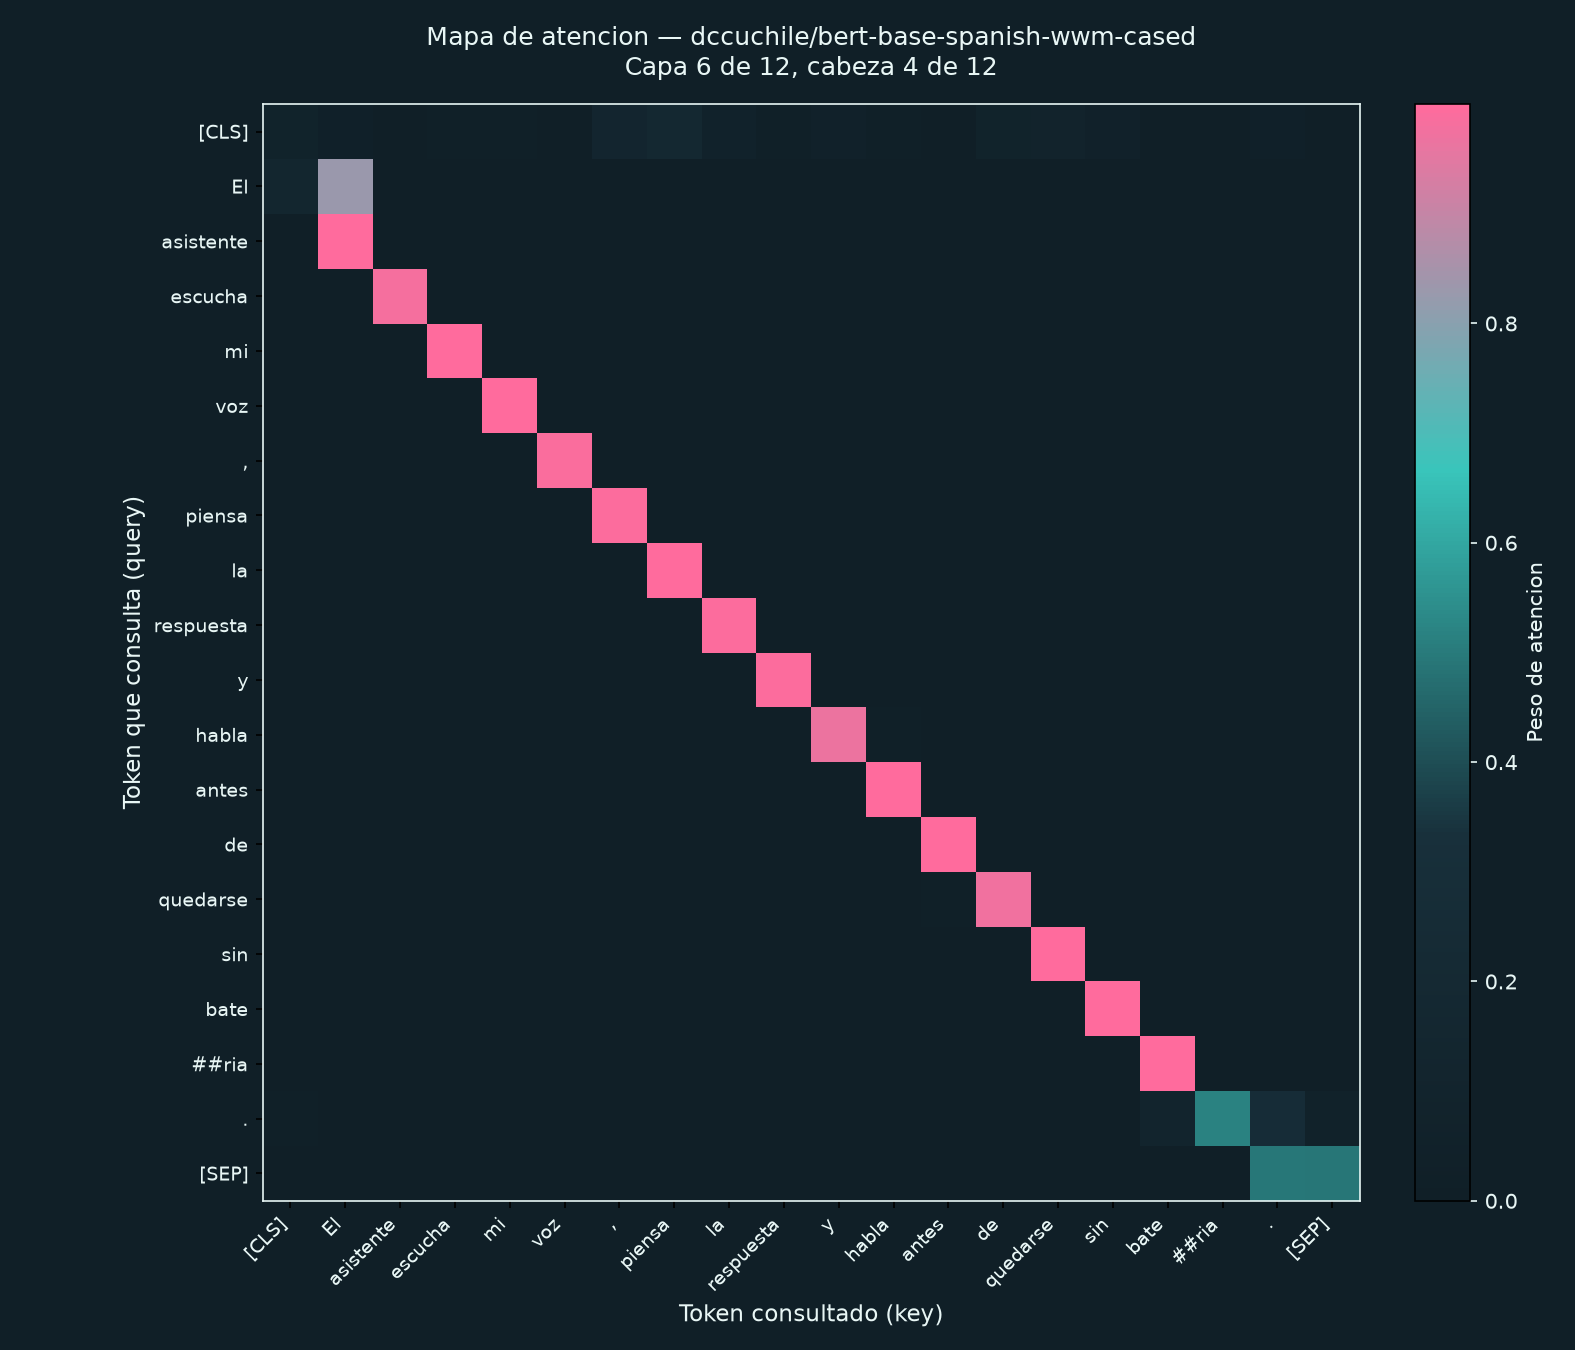 Mapa de atencion — dccuchile/bert-base-spanish-wwm-cased
Capa 6 de 12, cabeza 4 de 12
Token que consulta (query)
[CLS]
El
asistente
escucha
mi
voz
,
piensa
la
respuesta
y
habla
antes
de
quedarse
sin
bate
##ria
.
[SEP]
[CLS]
El
asistente
escucha
mi
voz
,
piensa
la
respuesta
y
habla
antes
de
quedarse
sin
bate
##ria
.
[SEP]
Token consultado (key)
0.8
0.6
0.4
0.2
0.0
Peso de atencion